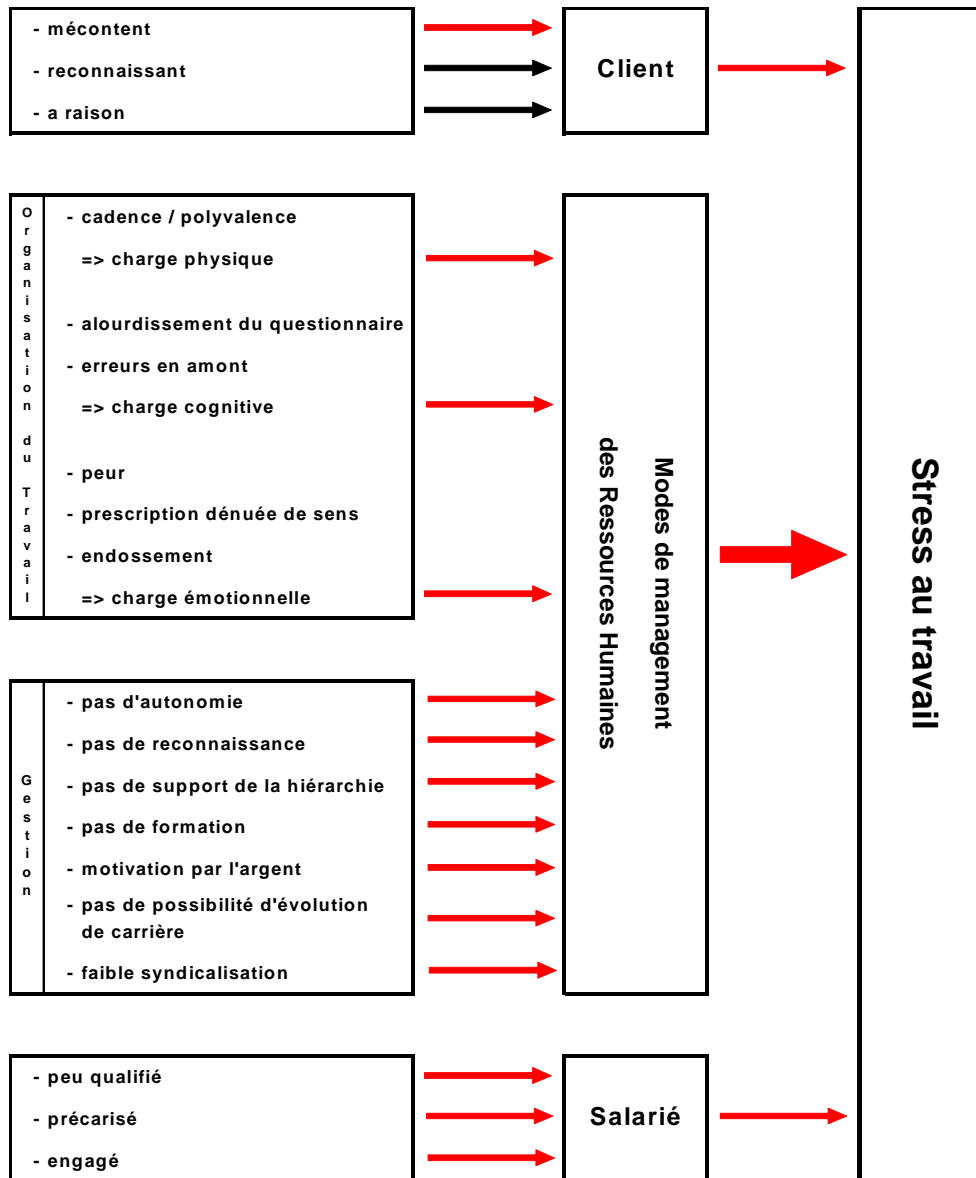 - mécontent
- reconnaissant
- a raison
Client
Organisation du Travail
- cadence / polyvalence
=> charge physique
- alourdissement du questionnaire
- erreurs en amont
=> charge cognitive
- peur
- prescription dénuée de sens
- endossement
=> charge émotionnelle
Gestion
- pas d'autonomie
- pas de reconnaissance
- pas de support de la hiérarchie
- pas de formation
- motivation par l'argent
- pas de possibilité d'évolution
de carrière
- faible syndicalisation
Modes de management
des Ressources Humaines
- peu qualifié
- précarisé
- engagé
Salarié
Stress au travail